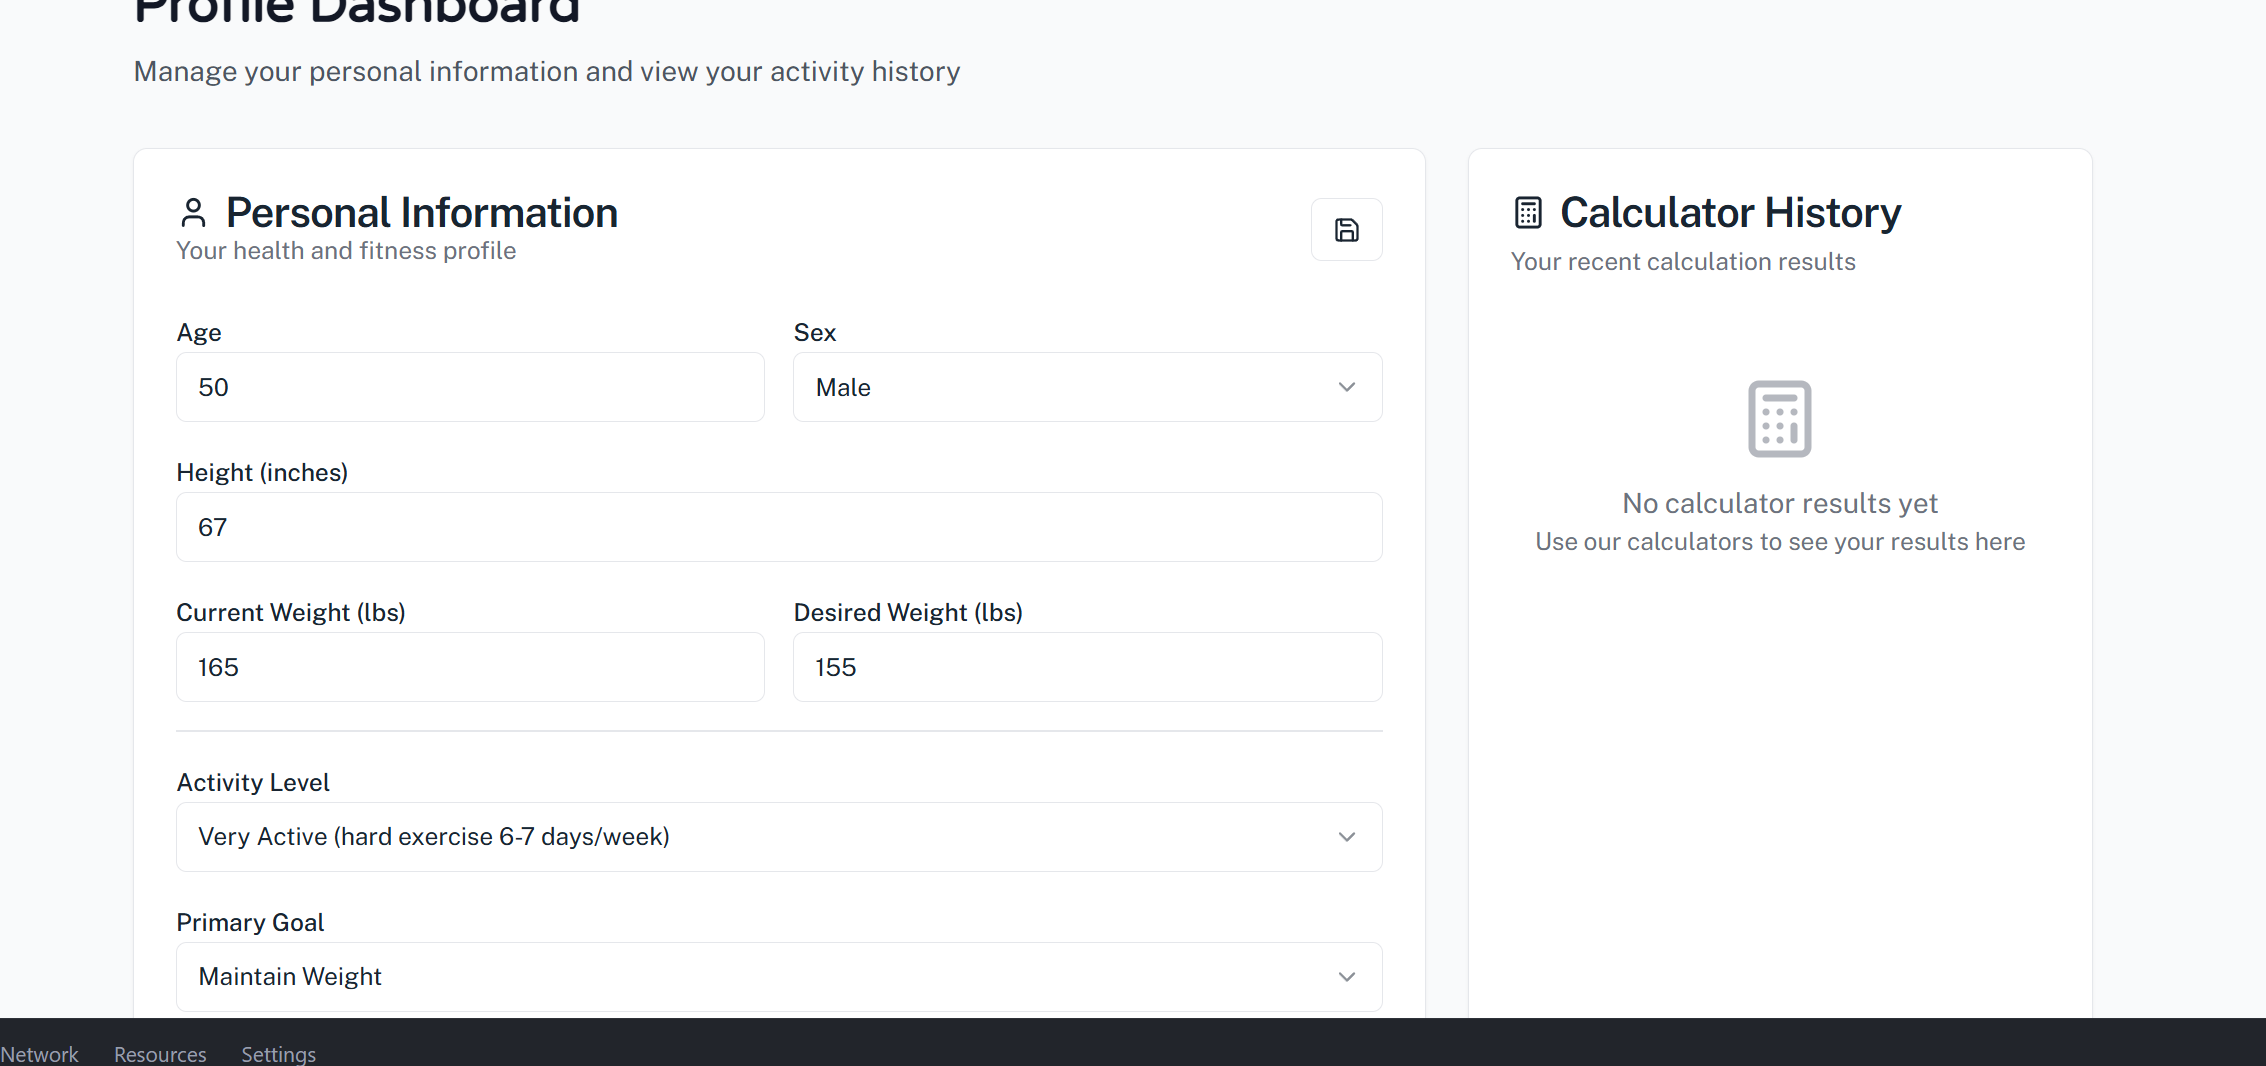 Profile Dashboard
Manage your personal information and view your activity history
Personal Information
Your health and fitness profile
Age
50
Sex
Male
Height (inches)
67
Current Weight (lbs)
165
Desired Weight (lbs)
155
Activity Level
Very Active (hard exercise 6-7 days/week)
Primary Goal
Maintain Weight
Calculator History
Your recent calculation results
No calculator results yet
Use our calculators to see your results here
Network Resources Settings